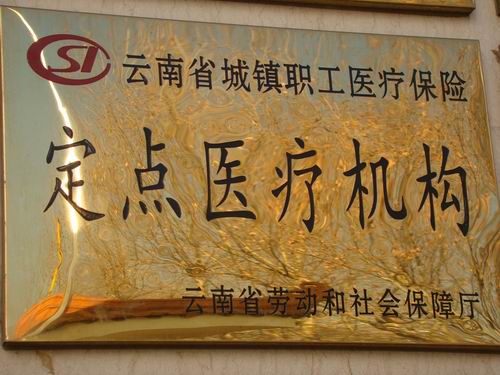 CSI 云南省城镇职工医疗保险
定点医疗机构
云南省劳动和社会保障厅